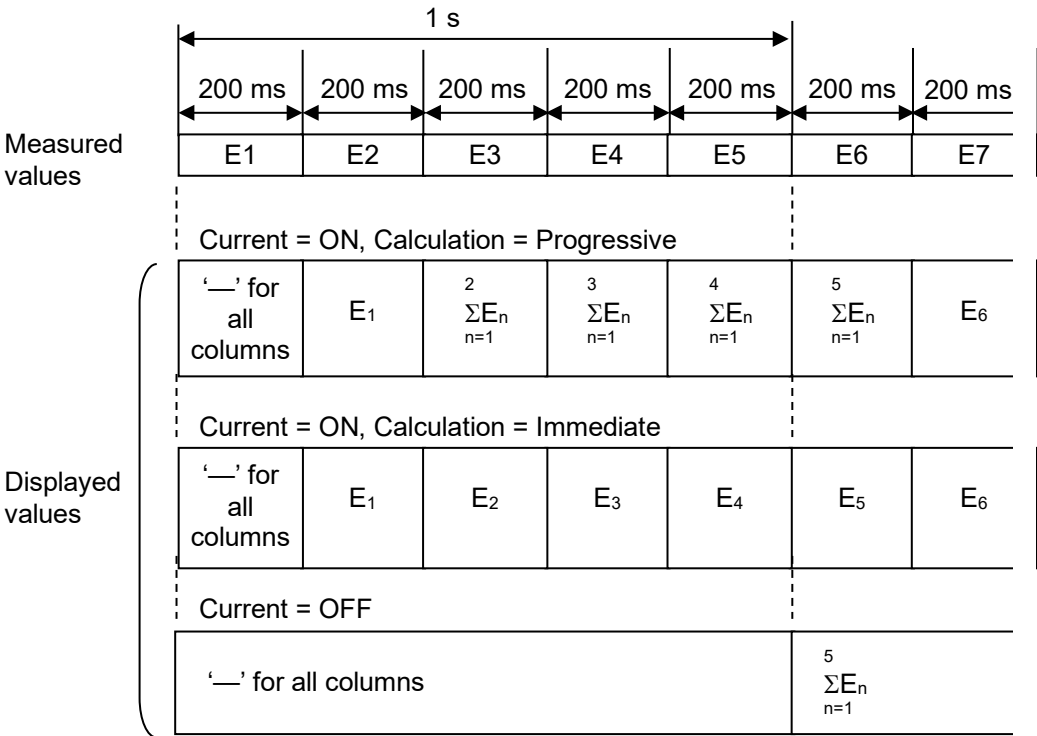 1 s
200 ms 200 ms 200 ms 200 ms 200 ms 200 ms 200 ms
Measured
values
E1 E2 E3 E4 E5 E6 E7
Current = ON, Calculation = Progressive
‘—’ for
all
columns
E1
2
ΣEn
n=1
3
ΣEn
n=1
4
ΣEn
n=1
5
ΣEn
n=1
E6
Current = ON, Calculation = Immediate
Displayed
values
‘—’ for
all
columns
E1 E2 E3 E4 E5 E6
Current = OFF
‘—’ for all columns
5
ΣEn
n=1